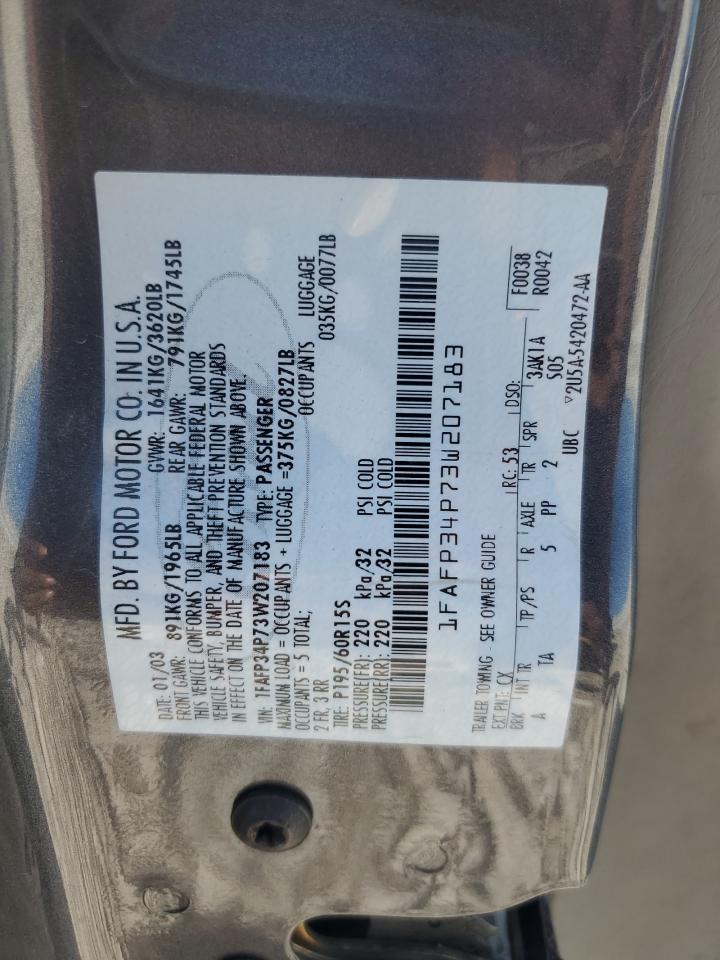 MFD. BY FORD MOTOR CO. IN U.S.A.
DATE: 01/03 GVWR: 1641KG/3620LB
FRONT GAWR: 891KG/1965LB REAR GAWR: 791KG/1745LB
THIS VEHICLE CONFORMS TO ALL APPLICABLE FEDERAL MOTOR
VEHICLE SAFETY, BUMPER, AND THEFT PREVENTION STANDARDS
IN EFFECT ON THE DATE OF MANUFACTURE SHOWN ABOVE.
VIN: 1FAFP34P73W207183 TYPE: PASSENGER
MAXIMUM LOAD = OCCUPANTS + LUGGAGE =375KG/0827LB
OCCUPANTS = 5 TOTAL; OCCUPANTS LUGGAGE
2 FR, 3 RR 035KG/0077LB
TIRE: P195/60R15S
PRESSURE(FR): 220 kPa/32 PSI COLD
PRESSURE(RR): 220 kPa/32 PSI COLD
1FAFP34P73W207183
TRAILER TOWING - SEE OWNER GUIDE
EXT PNT: CX RC: 53 DSO: F0038
BRK INT TR TP/PS R AXLE TR SPR 3AK1A R0042
A TA 5 PP 2 S05
UBC ▽2U5A-5420472-AA